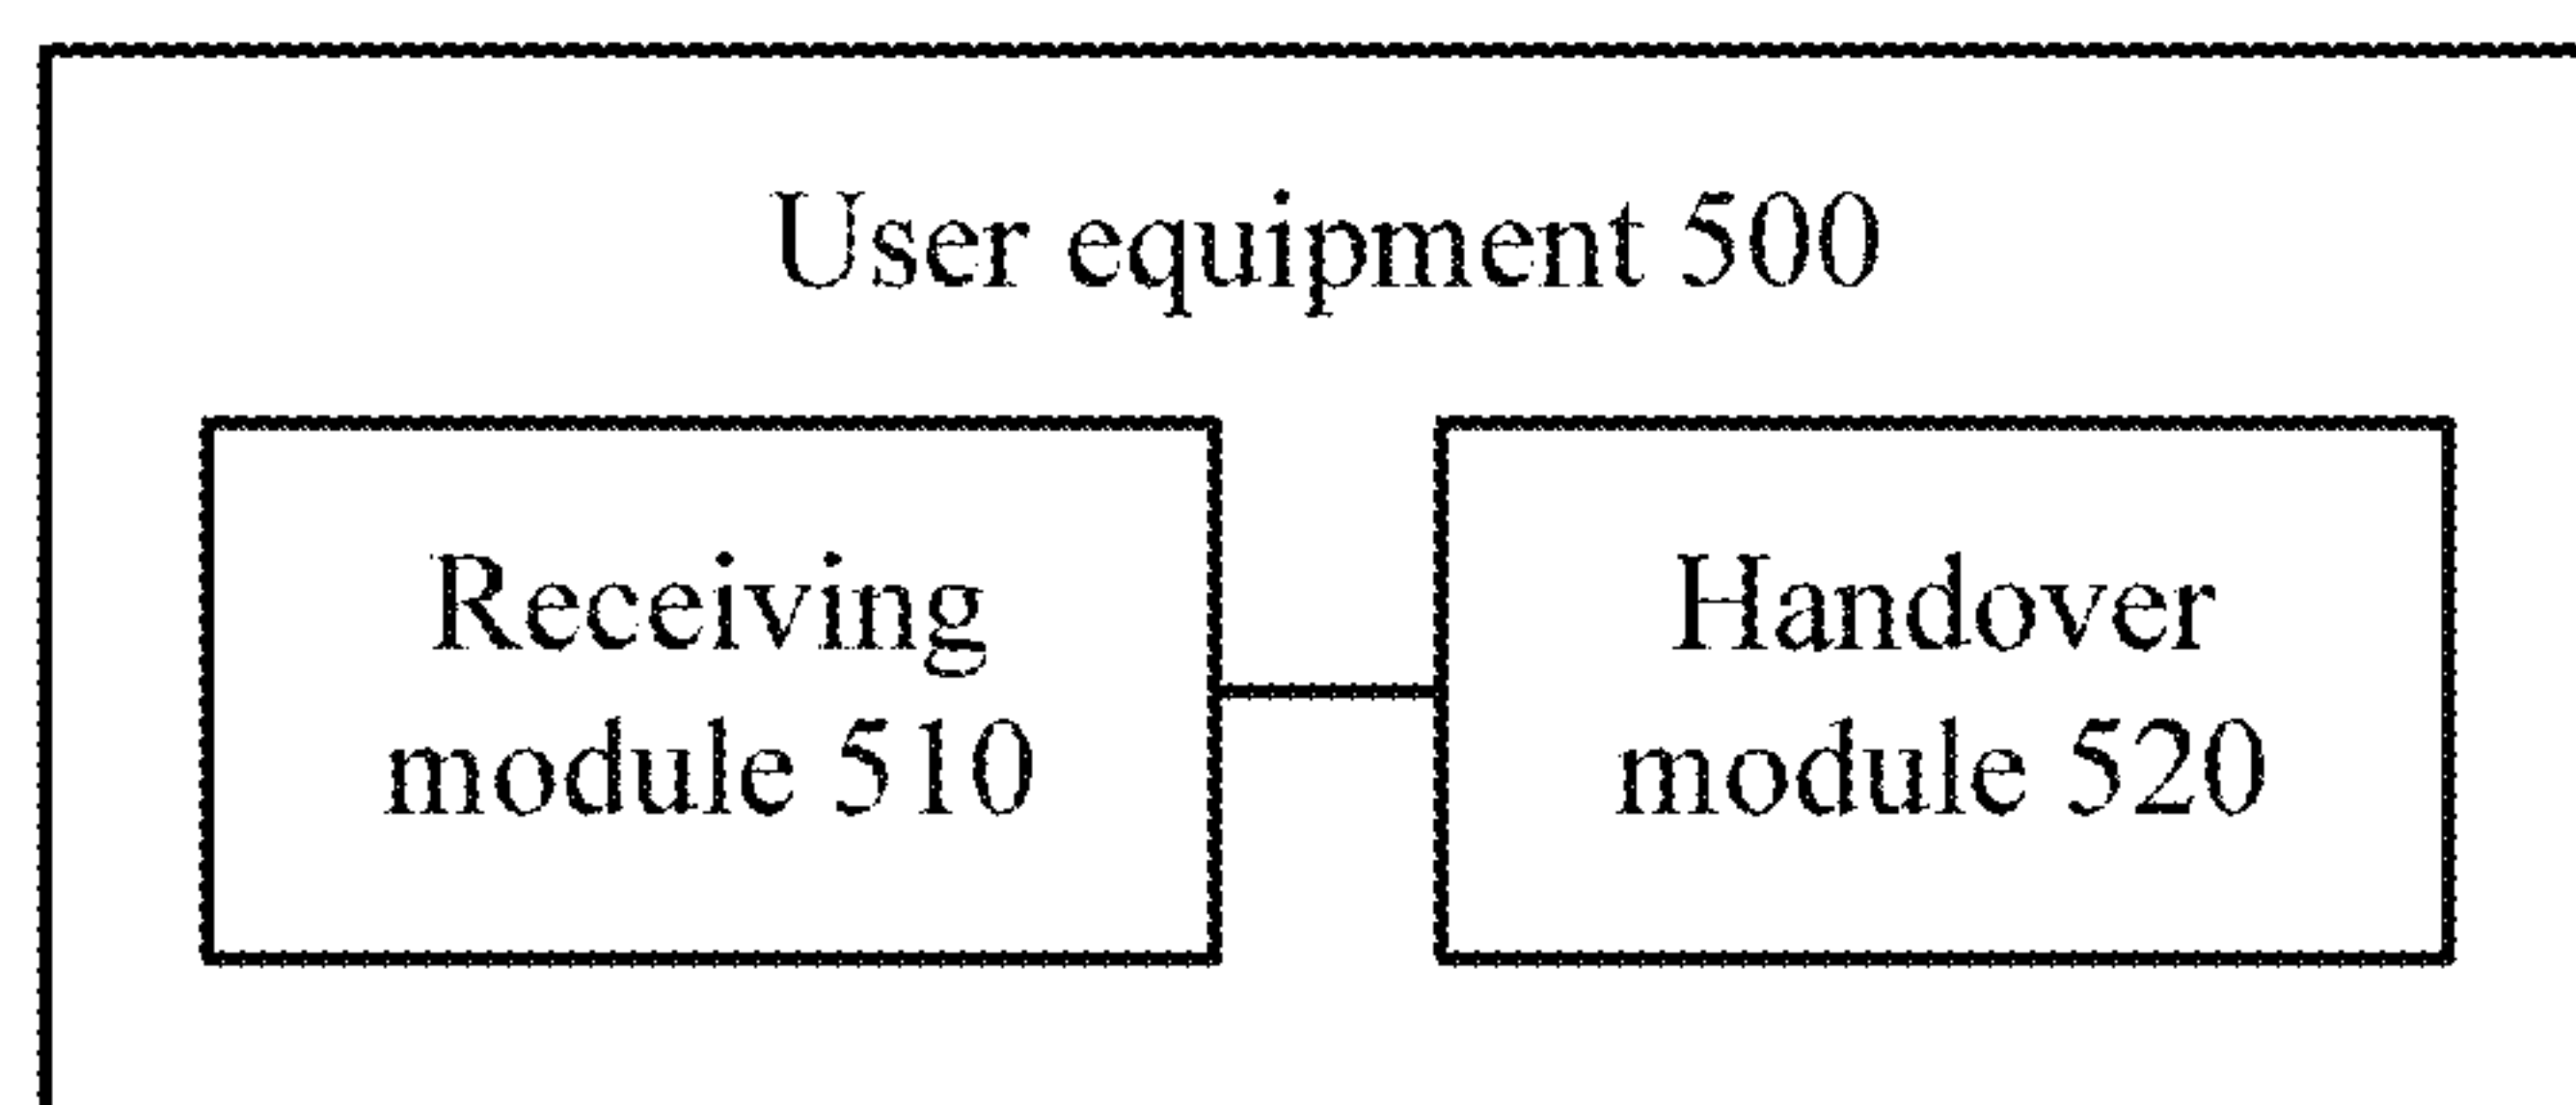 User equipment 500
Receiving
module 510
Handover
module 520